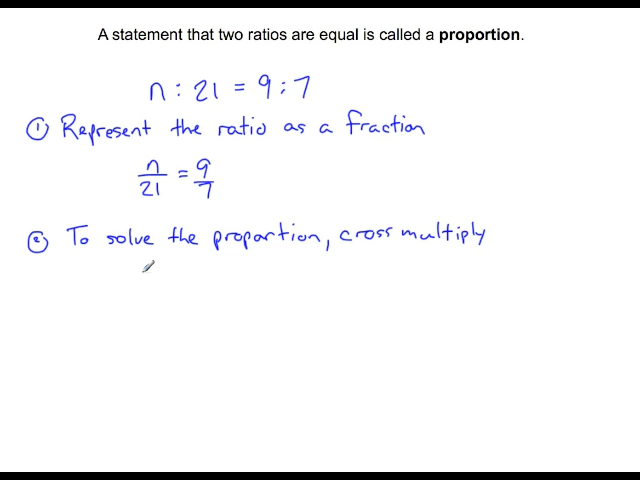 A statement that two ratios are equal is called a proportion.
n : 21 = 9 : 7
① Represent the ratio as a fraction
n/21 = 9/7
② To solve the proportion, cross multiply